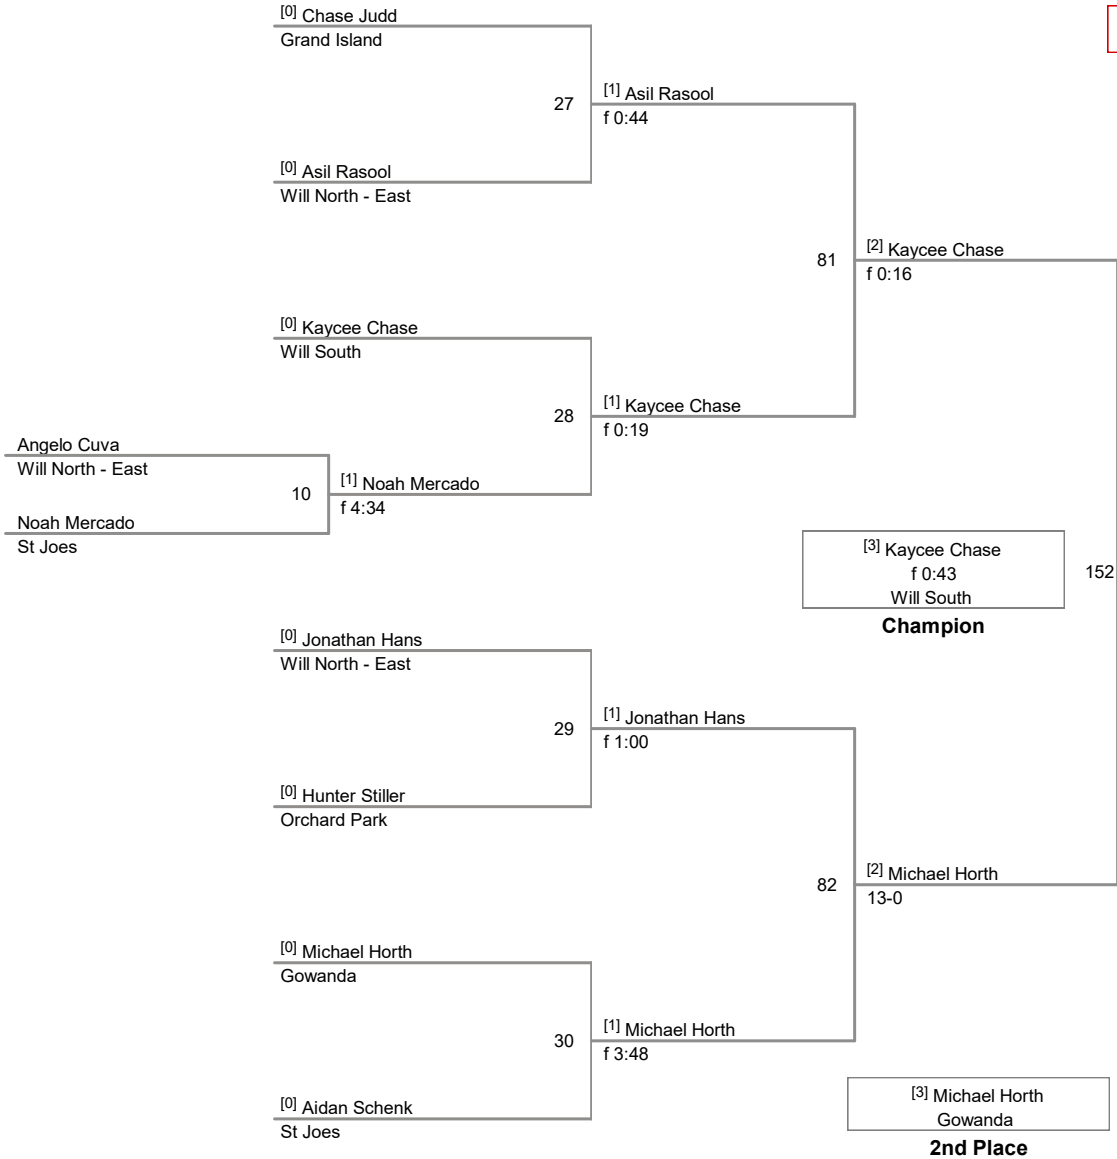 [0] Chase Judd
Grand Island
27
[1] Asil Rasool
f 0:44
[0] Asil Rasool
Will North - East
81
[2] Kaycee Chase
f 0:16
[0] Kaycee Chase
Will South
28
[1] Kaycee Chase
f 0:19
Angelo Cuva
Will North - East
10
[1] Noah Mercado
f 4:34
Noah Mercado
St Joes
[3] Kaycee Chase
f 0:43
Will South
Champion
152
[0] Jonathan Hans
Will North - East
29
[1] Jonathan Hans
f 1:00
[0] Hunter Stiller
Orchard Park
82
[2] Michael Horth
13-0
[0] Michael Horth
Gowanda
30
[1] Michael Horth
f 3:48
[0] Aidan Schenk
St Joes
[3] Michael Horth
Gowanda
2nd Place